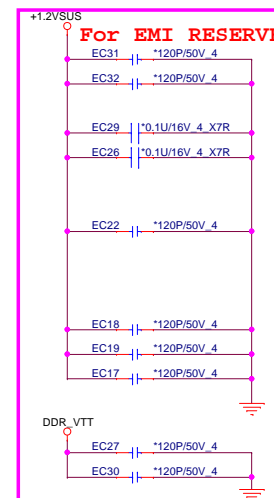 +1.2VSUS
For EMI RESERVE
EC31 *120P/50V_4
EC32 *120P/50V_4
EC29 *0.1U/16V_4_X7R
EC26 *0.1U/16V_4_X7R
EC22 *120P/50V_4
EC18 *120P/50V_4
EC19 *120P/50V_4
EC17 *120P/50V_4
DDR_VTT
EC27 *120P/50V_4
EC30 *120P/50V_4